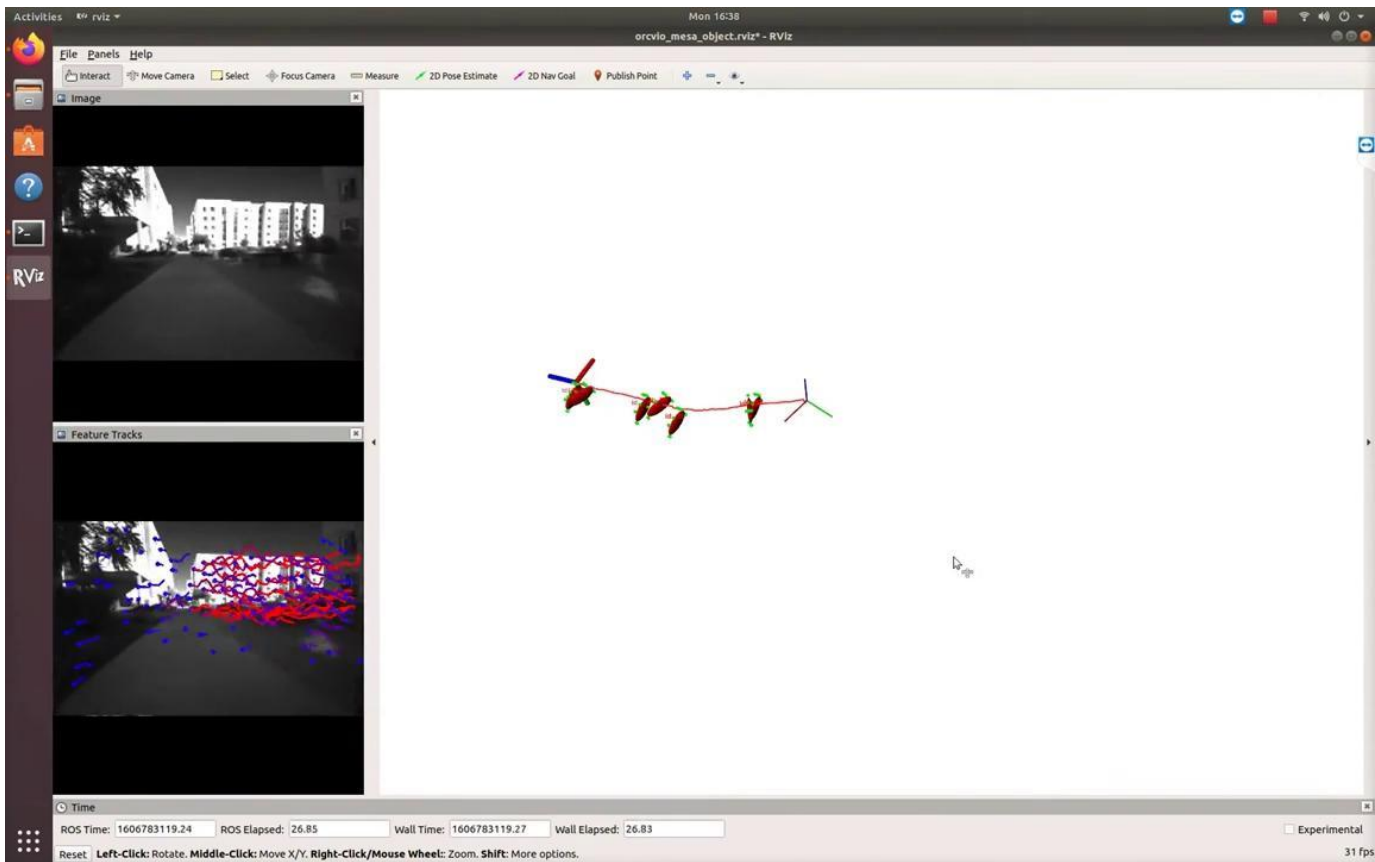 Activities
RViz rviz
Mon 16:38
orcvio_mesa_object.rviz* - RViz
File Panels Help
Interact Move Camera Select Focus Camera Measure 2D Pose Estimate 2D Nav Goal Publish Point
Image
Feature Tracks
RViz
Time
ROS Time: 1606783119.24 ROS Elapsed: 26.85 Wall Time: 1606783119.27 Wall Elapsed: 26.83 Experimental
Reset Left-Click: Rotate. Middle-Click: Move X/Y. Right-Click/Mouse Wheel:: Zoom. Shift: More options. 31 fps